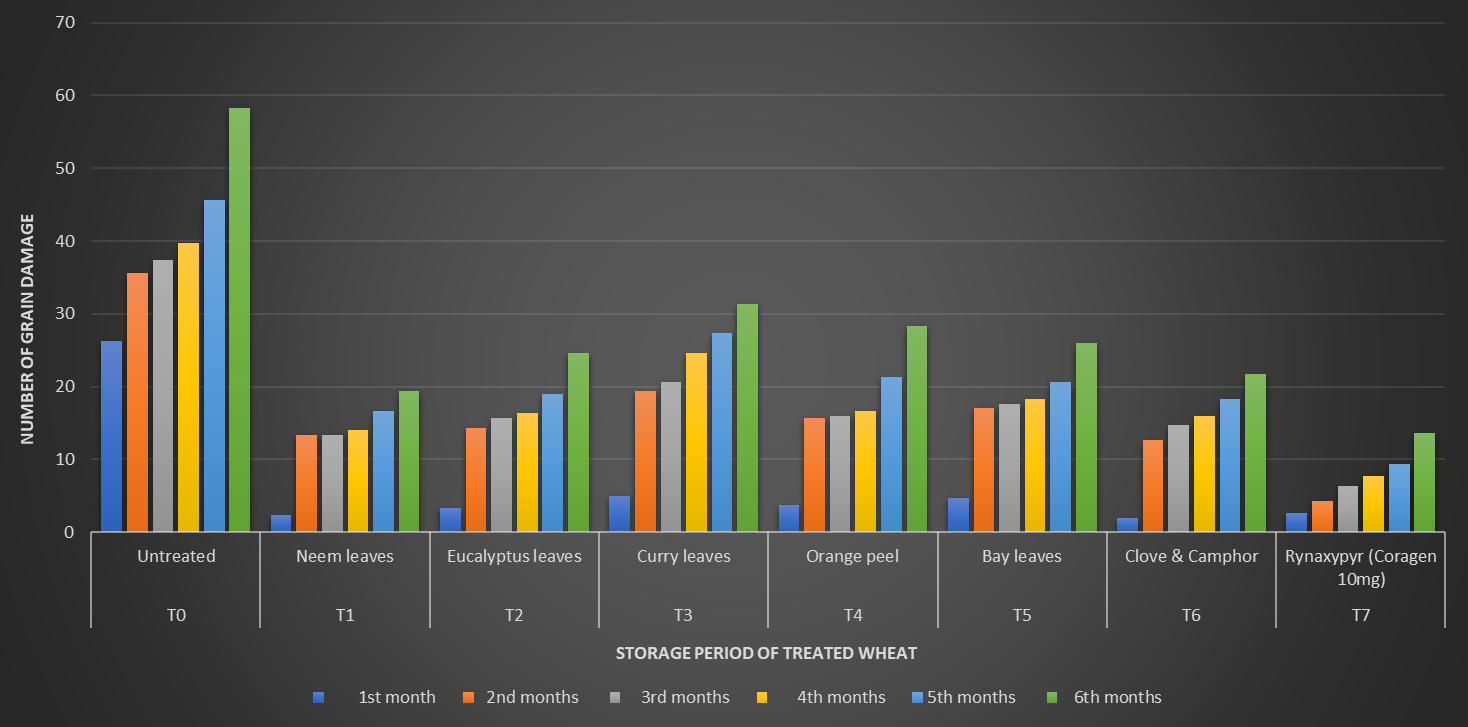 70
60
50
40
30
20
10
0
NUMBER OF GRAIN DAMAGE
Untreated Neem leaves Eucalyptus leaves Curry leaves Orange peel Bay leaves Clove & Camphor Rynaxypyr (Coragen
10mg)
T0 T1 T2 T3 T4 T5 T6 T7
STORAGE PERIOD OF TREATED WHEAT
1st month 2nd months 3rd months 4th months 5th months 6th months